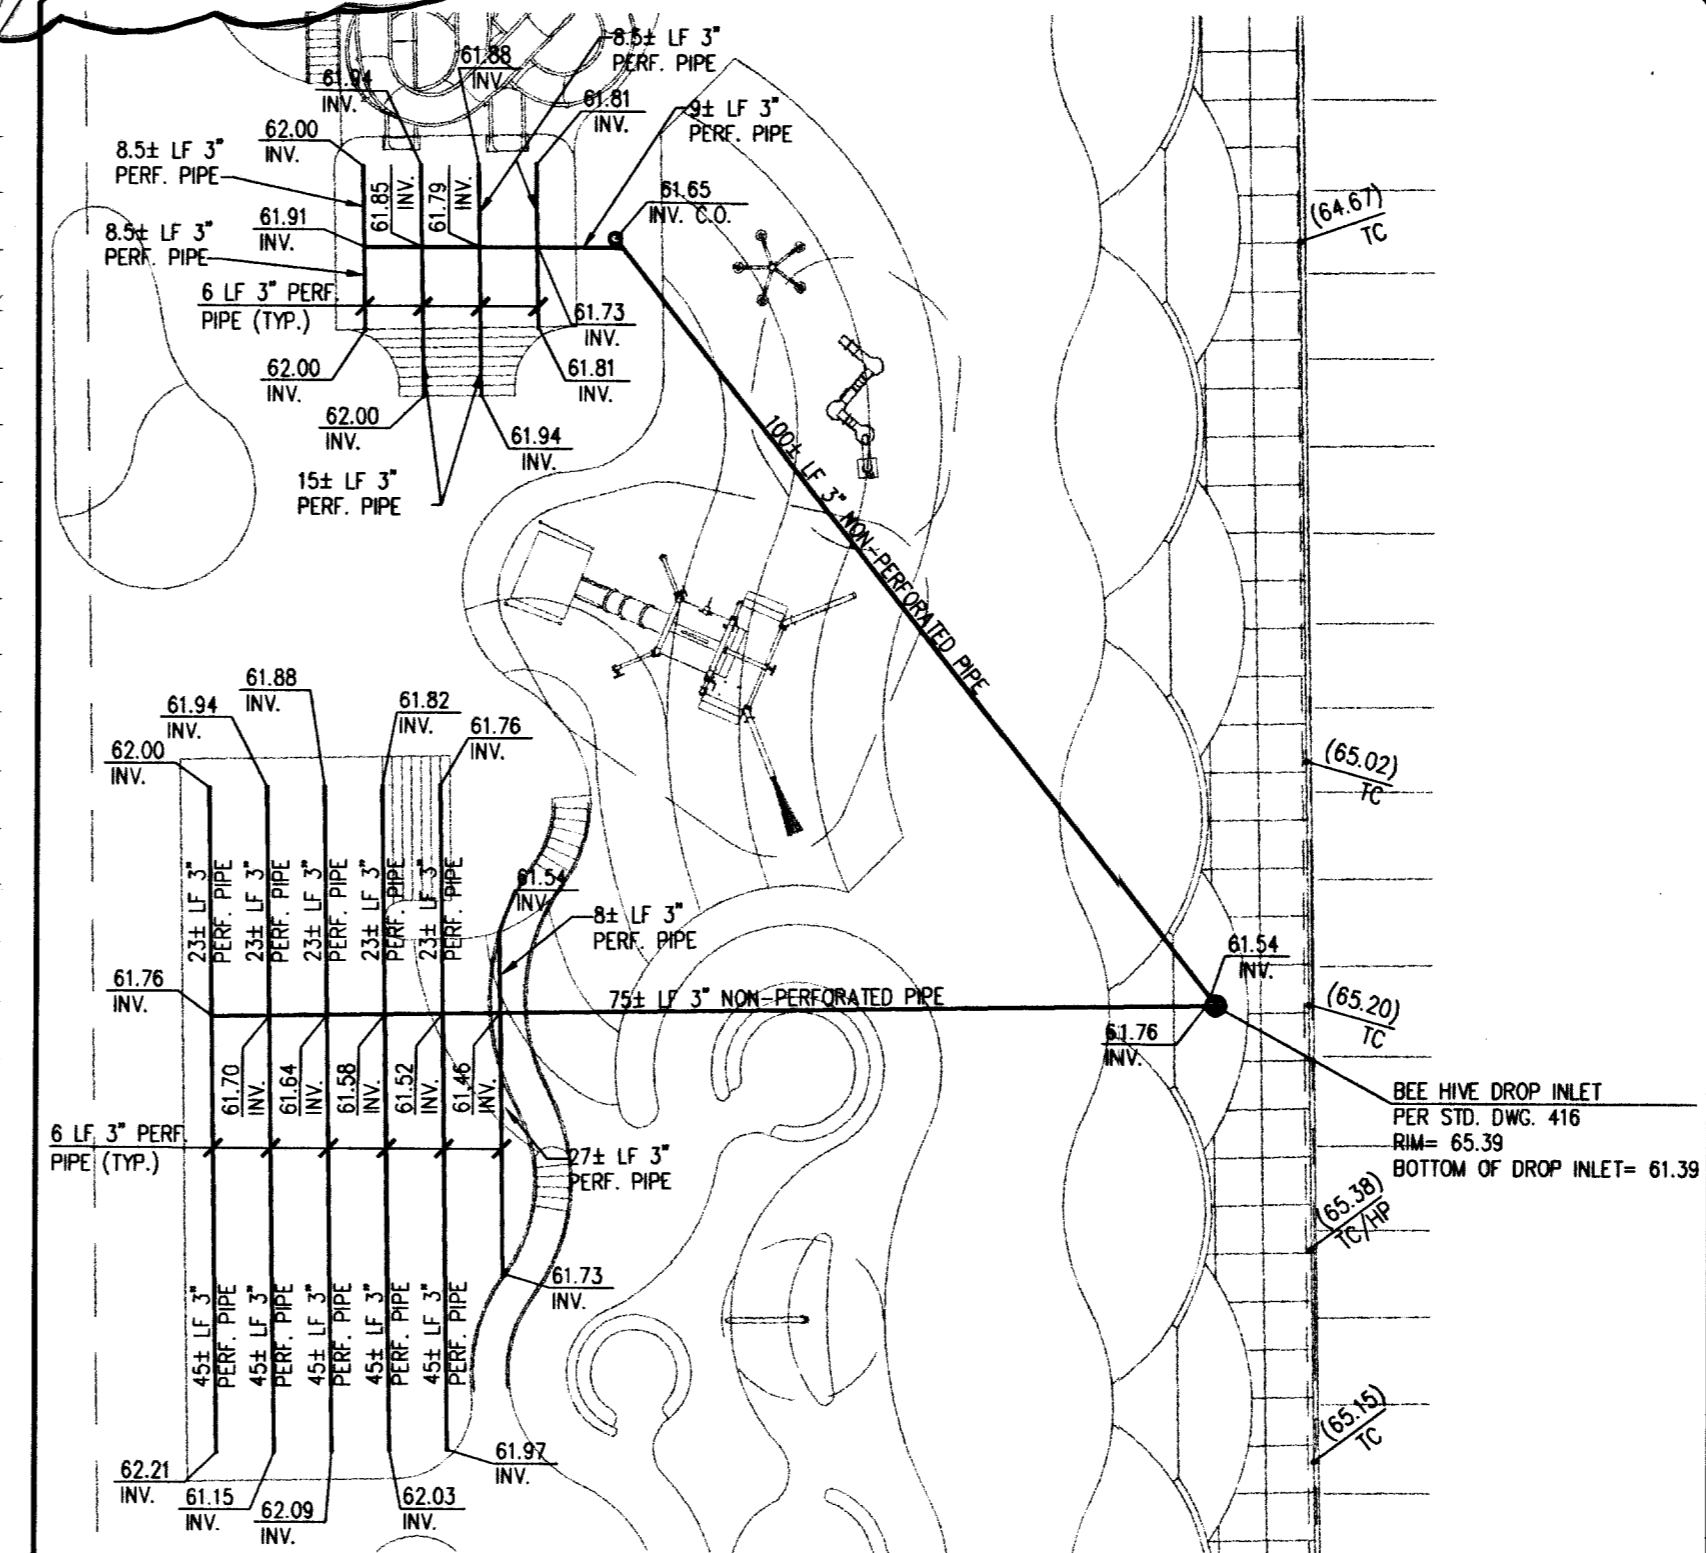 8.5± LF 3"
PERF. PIPE
61.88
INV.
61.94
INV.
61.81
INV.
9± LF 3"
PERF. PIPE
62.00
INV.
8.5± LF 3"
PERF. PIPE
61.85
INV.
61.79
INV.
61.65
INV. C.O.
61.91
INV.
8.5± LF 3"
PERF. PIPE
(64.67)
TC
6 LF 3" PERF.
PIPE (TYP.)
61.73
INV.
62.00
INV.
61.81
INV.
62.00
INV.
61.94
INV.
15± LF 3"
PERF. PIPE
100± LF 3" NON-PERFORATED PIPE
61.88
INV.
61.94
INV.
61.82
INV.
61.76
INV.
62.00
INV.
(65.02)
TC
23± LF 3"
PERF. PIPE
23± LF 3"
PERF. PIPE
23± LF 3"
PERF. PIPE
23± LF 3"
PERF. PIPE
23± LF 3"
PERF. PIPE
61.54
INV.
8± LF 3"
PERF. PIPE
61.54
INV.
61.76
INV.
75± LF 3" NON-PERFORATED PIPE
(65.20)
TC
61.76
INV.
61.70
INV.
61.64
INV.
61.58
INV.
61.52
INV.
61.46
INV.
BEE HIVE DROP INLET
PER STD. DWG. 416
RIM= 65.39
BOTTOM OF DROP INLET= 61.39
6 LF 3" PERF.
PIPE (TYP.)
27± LF 3"
PERF. PIPE
(65.38)
TC/HP
61.73
INV.
45± LF 3"
PERF. PIPE
45± LF 3"
PERF. PIPE
45± LF 3"
PERF. PIPE
45± LF 3"
PERF. PIPE
45± LF 3"
PERF. PIPE
(65.15)
TC
61.97
INV.
62.21
INV.
61.15
INV.
62.09
INV.
62.03
INV.